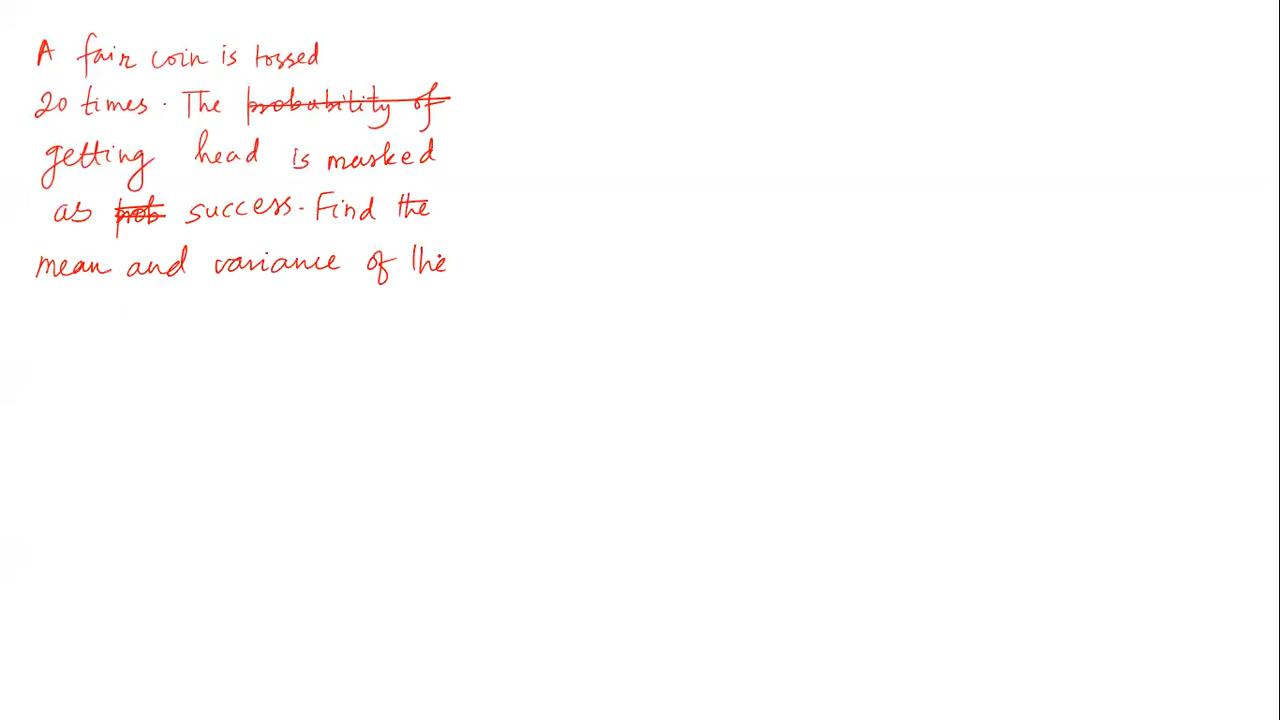 A fair coin is tossed
20 times. The probability of
getting head is marked
as prob success. Find the
mean and variance of the